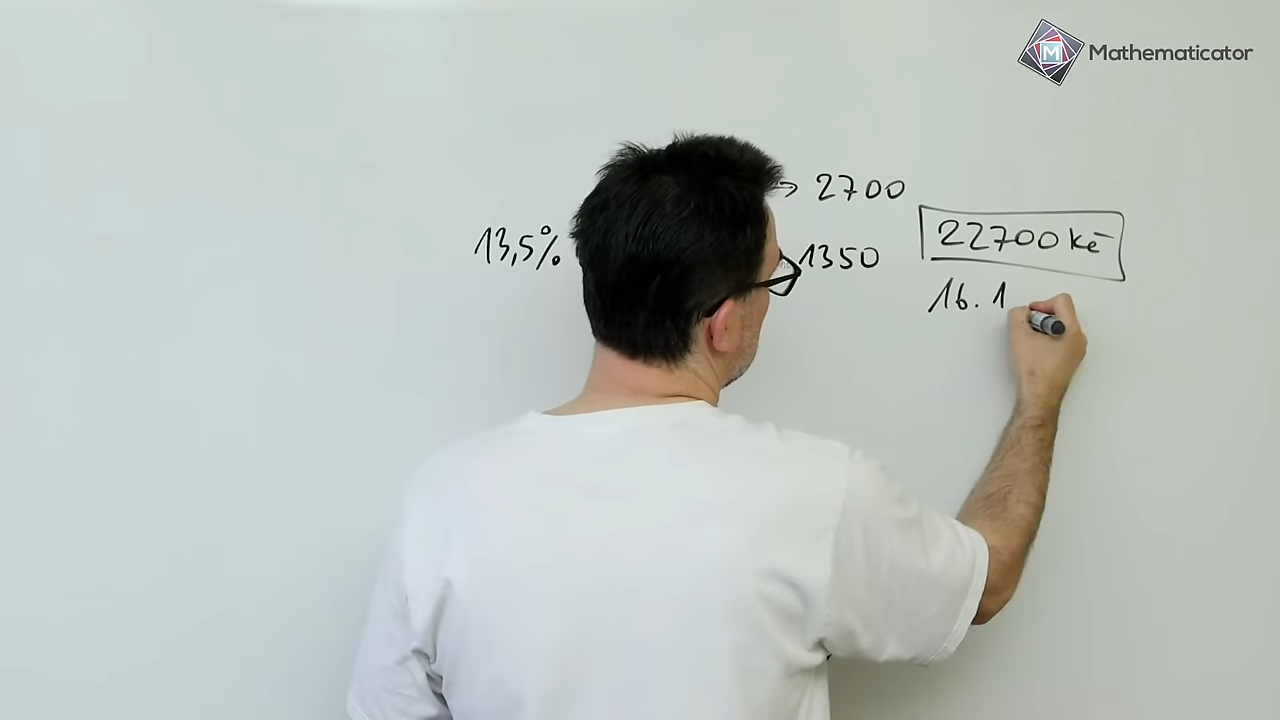 Mathematicator
→ 2700
13,5% 1350
22700 Kč
16. 1